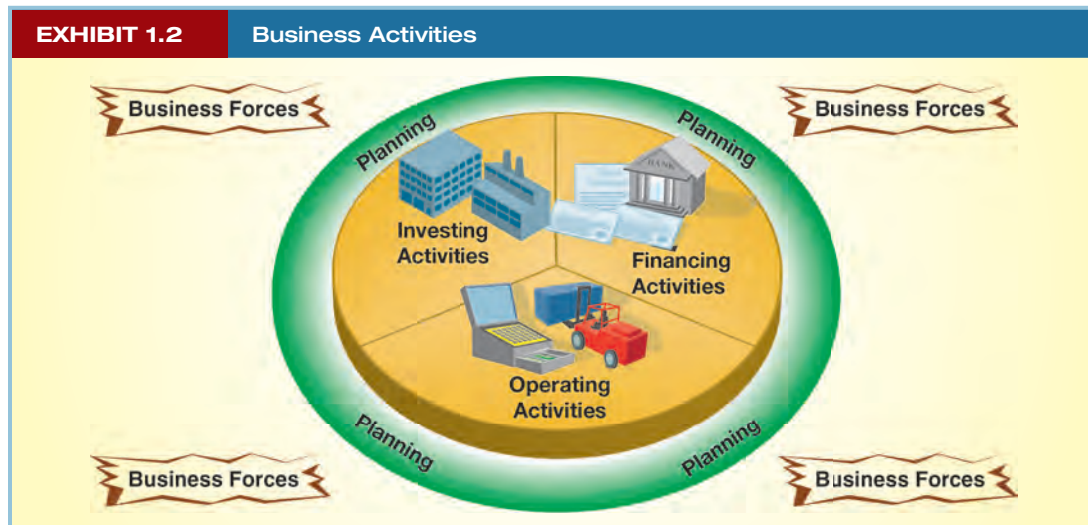 EXHIBIT 1.2 Business Activities
Business Forces Business Forces
Planning Planning
BANK
Investing
Activities
Financing
Activities
Operating
Activities
Planning Planning
Business Forces Business Forces